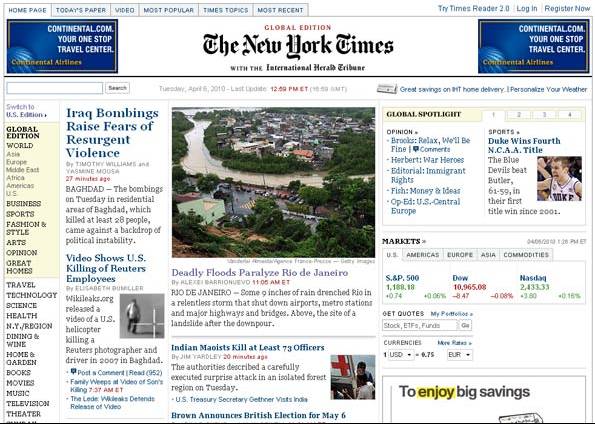 HOME PAGE TODAY'S PAPER VIDEO MOST POPULAR TIMES TOPICS MOST RECENT
Try Times Reader 2.0 Log In Register Now
CONTINENTAL.COM.
YOUR ONE STOP
TRAVEL CENTER.
Continental Airlines
GLOBAL EDITION
The New York Times
WITH THE International Herald Tribune
CONTINENTAL.COM.
YOUR ONE STOP
TRAVEL CENTER.
Continental Airlines
Search
Tuesday, April 6, 2010 - Last Update: 12:59 PM ET (16:59 GMT)
Great savings on IHT home delivery. | Personalize Your Weather
Switch to
U.S. Edition
GLOBAL
EDITION
WORLD
Asia
Europe
Middle East
Africa
Americas
U.S.
BUSINESS
SPORTS
FASHION &
STYLE
ARTS
OPINION
GREAT
HOMES
TRAVEL
TECHNOLOGY
SCIENCE
HEALTH
N.Y./REGION
DINING &
WINE
HOME &
GARDEN
BOOKS
MOVIES
MUSIC
TELEVISION
THEATER
Iraq Bombings
Raise Fears of
Resurgent
Violence
By TIMOTHY WILLIAMS and
YASMINE MOUSA
27 minutes ago
BAGHDAD — The bombings
on Tuesday in residential
areas of Baghdad, which
killed at least 28 people,
came against a backdrop of
political instability.
Video Shows U.S.
Killing of Reuters
Employees
By ELISABETH BUMILLER
Wikileaks.org
released a
video of a U.S.
helicopter
killing a
Reuters photographer and
driver in 2007 in Baghdad.
Post a Comment | Read (952)
· Family Weeps at Video of Son's
Killing 7:37 AM ET
· The Lede: Wikileaks Defends
Release of Video
Vanderlei Almeida/Agence France-Presse — Getty Images
Deadly Floods Paralyze Rio de Janeiro
By ALEXEI BARRIONUEVO 11:05 AM ET
RIO DE JANEIRO — Some 9 inches of rain drenched Rio in
a relentless storm that shut down airports, metro stations
and major highways and bridges. Above, the site of a
landslide after the downpour.
Indian Maoists Kill at Least 73 Officers
By JIM YARDLEY 20 minutes ago
The authorities described a carefully
executed surprise attack in an isolated forest
region on Tuesday.
· U.S. Treasury Secretary Geithner Visits India
Brown Announces British Election for May 6
GLOBAL SPOTLIGHT 1 2 3 4
OPINION »
· Brooks: Relax, We'll Be
Fine | Comments
· Herbert: War Heroes
· Editorial: Immigrant
Rights
· Fish: Money & Ideas
· Op-Ed: U.S.-Central
Europe
SPORTS »
Duke Wins Fourth
N.C.A.A. Title
The Blue
Devils beat
Butler,
61-59, in
their first
title win since 2001.
MARKETS » 04/06/2010 1:26 PM ET
U.S. AMERICAS EUROPE ASIA COMMODITIES
S.&P. 500 Dow Nasdaq
1,188.18 10,965.08 2,433.33
+0.74 +0.06% −8.47 −0.08% +3.80 +0.16%
GET QUOTES My Portfolios »
Stock, ETFs, Funds Go
CURRENCIES More Rates »
1 USD = 0.75 EUR
To enjoy big savings